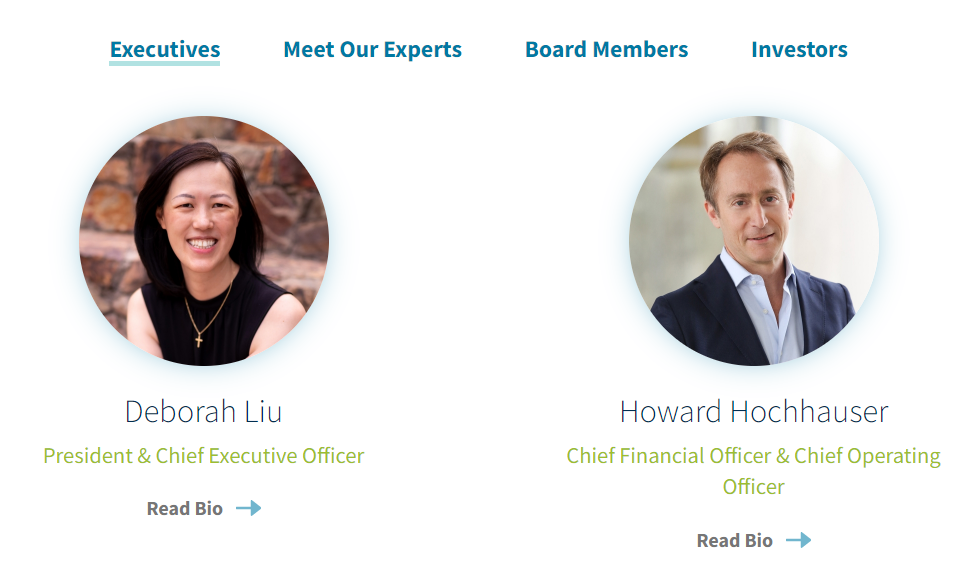 Executives Meet Our Experts Board Members Investors
Deborah Liu
President & Chief Executive Officer
Read Bio
Howard Hochhauser
Chief Financial Officer & Chief Operating
Officer
Read Bio